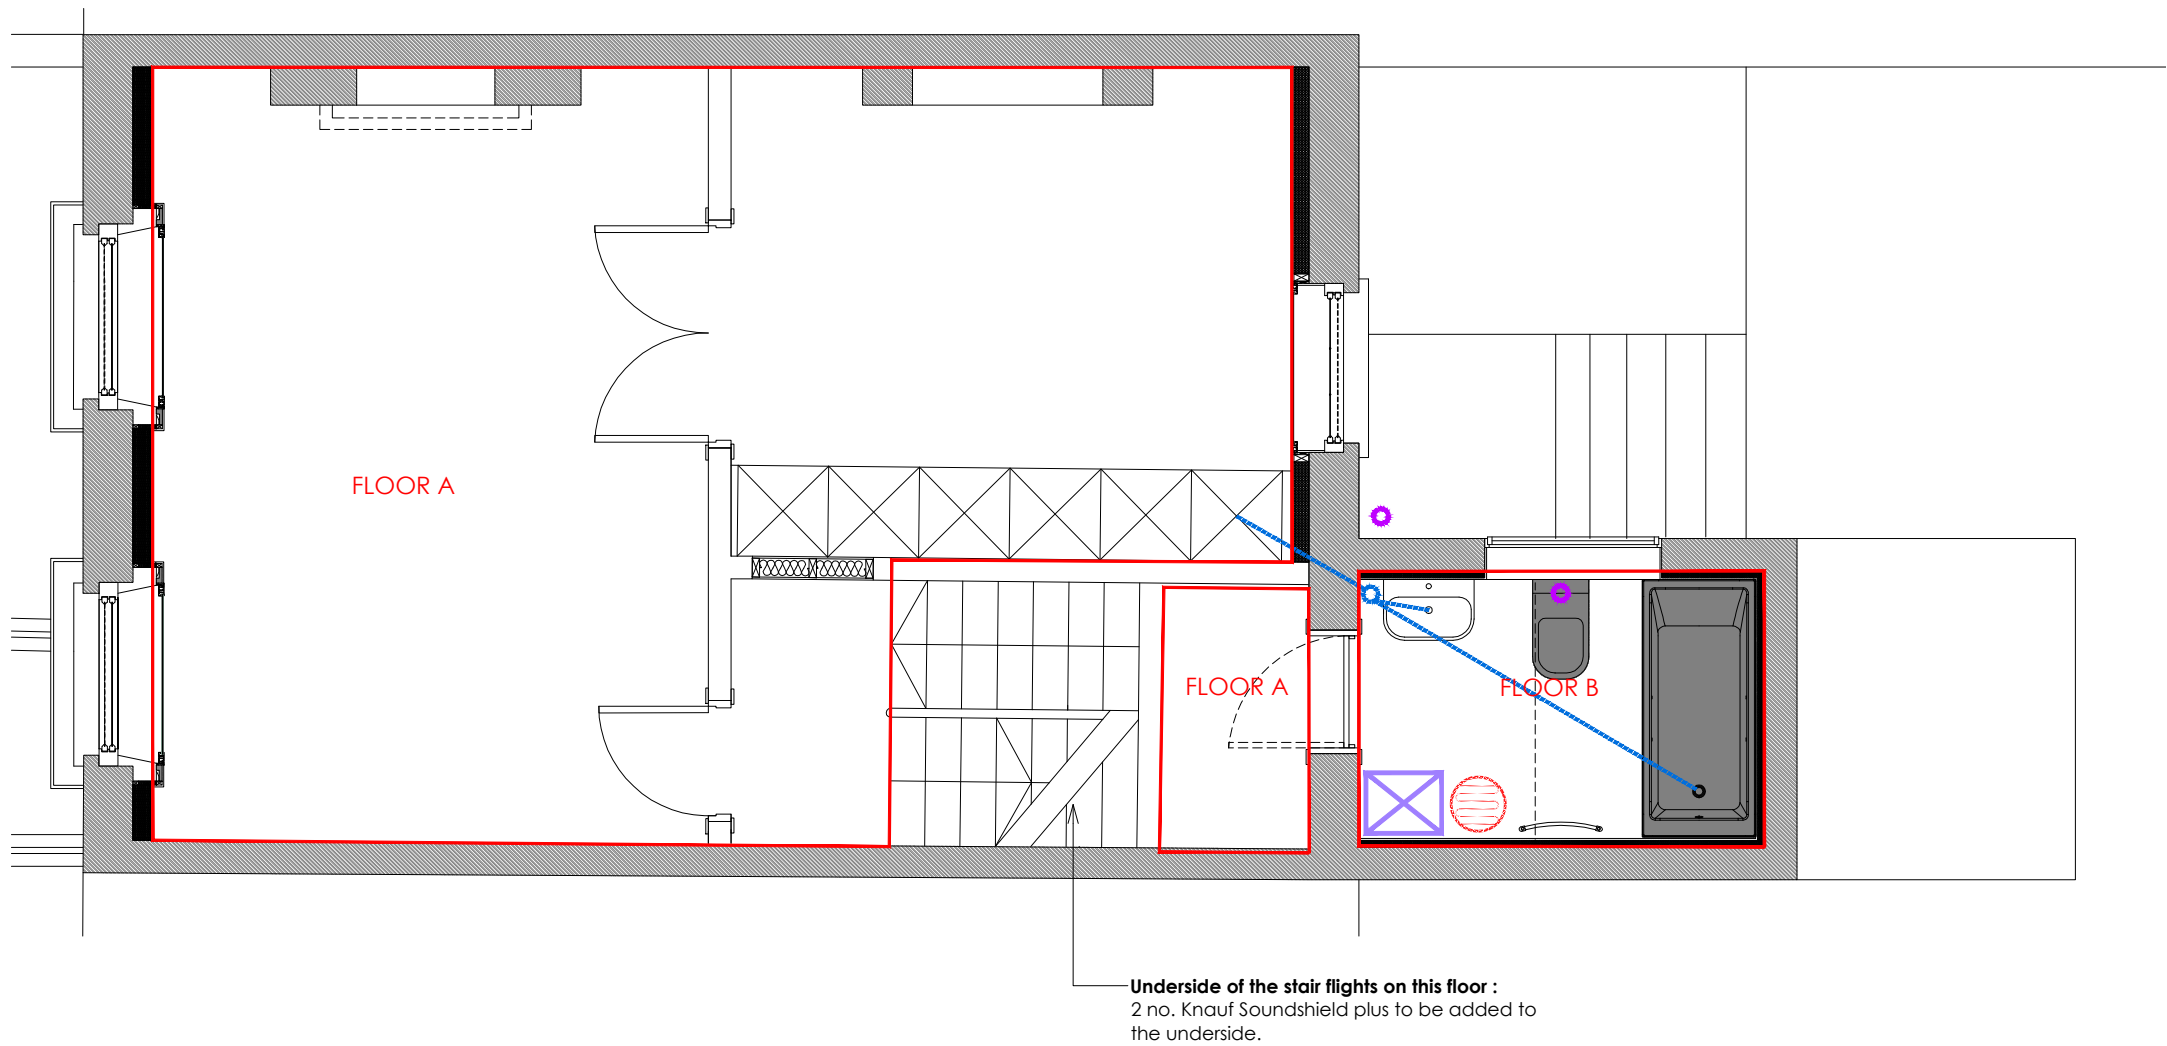 FLOOR A
FLOOR A
FLOOR B
Underside of the stair flights on this floor :
2 no. Knauf Soundshield plus to be added to
the underside.